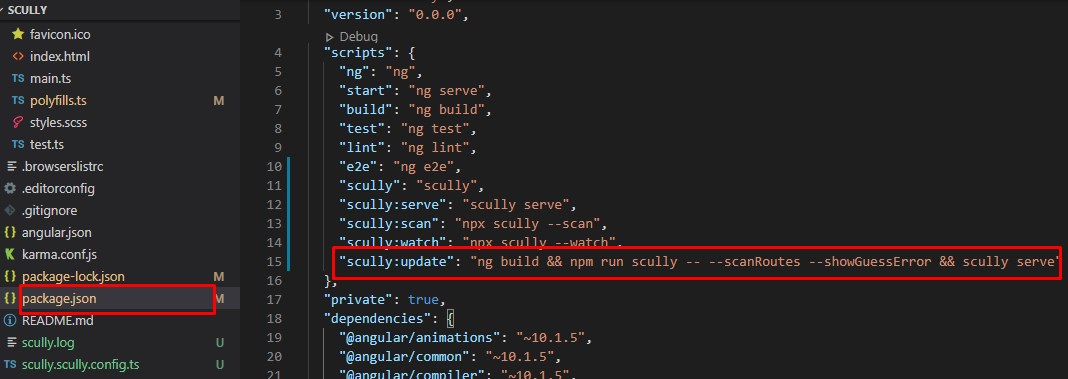 SCULLY
favicon.ico
<> index.html
TS main.ts
TS polyfills.ts M
styles.scss
TS test.ts
.browserslistrc
.editorconfig
.gitignore
{} angular.json
K karma.conf.js
{} package-lock.json M
{} package.json M
README.md
scully.log U
TS scully.scully.config.ts U
3 "version": "0.0.0",
Debug
4 "scripts": {
5 "ng": "ng",
6 "start": "ng serve",
7 "build": "ng build",
8 "test": "ng test",
9 "lint": "ng lint",
10 "e2e": "ng e2e",
11 "scully": "scully",
12 "scully:serve": "scully serve",
13 "scully:scan": "npx scully --scan",
14 "scully:watch": "npx scully --watch",
15 "scully:update": "ng build && npm run scully -- --scanRoutes --showGuessError && scully serve"
16 },
17 "private": true,
18 "dependencies": {
19 "@angular/animations": "~10.1.5",
20 "@angular/common": "~10.1.5",
21 "@angular/compiler": "~10.1.5",